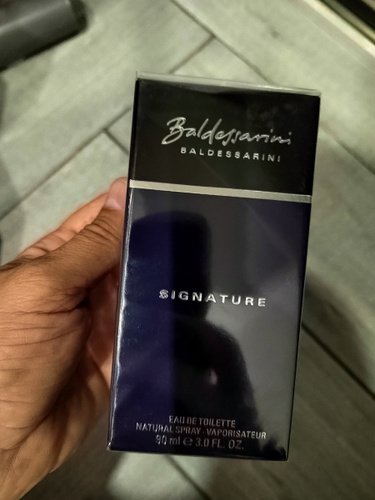 Baldessarini
BALDESSARINI
SIGNATURE
EAU DE TOILETTE
NATURAL SPRAY - VAPORISATEUR
90 ml ℮ 3.0 FL. OZ.